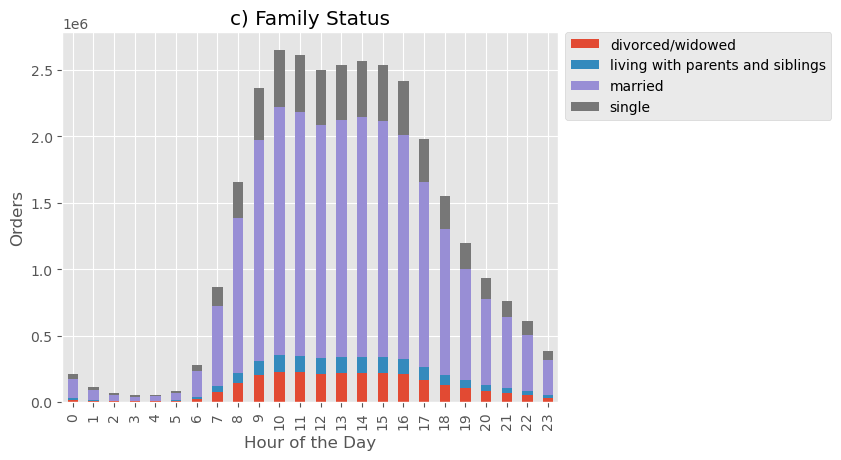 c) Family Status
1e6
2.5
2.0
1.5
1.0
0.5
0.0
Orders
0 1 2 3 4 5 6 7 8 9 10 11 12 13 14 15 16 17 18 19 20 21 22 23
Hour of the Day
divorced/widowed
living with parents and siblings
married
single